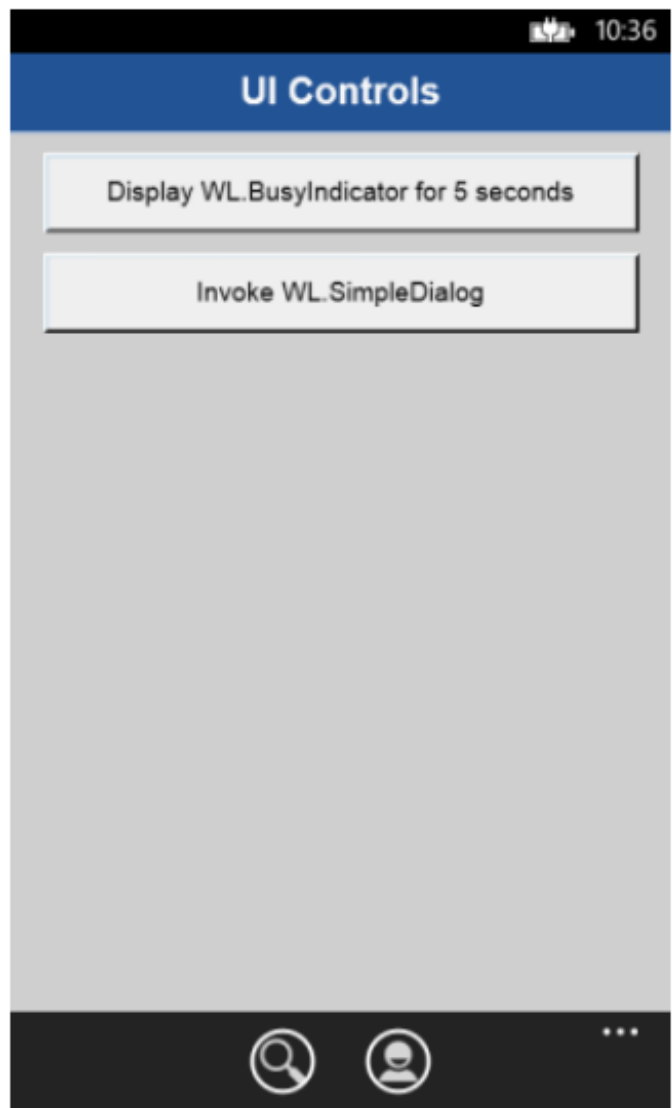 10:36
UI Controls
Display WL.BusyIndicator for 5 seconds
Invoke WL.SimpleDialog